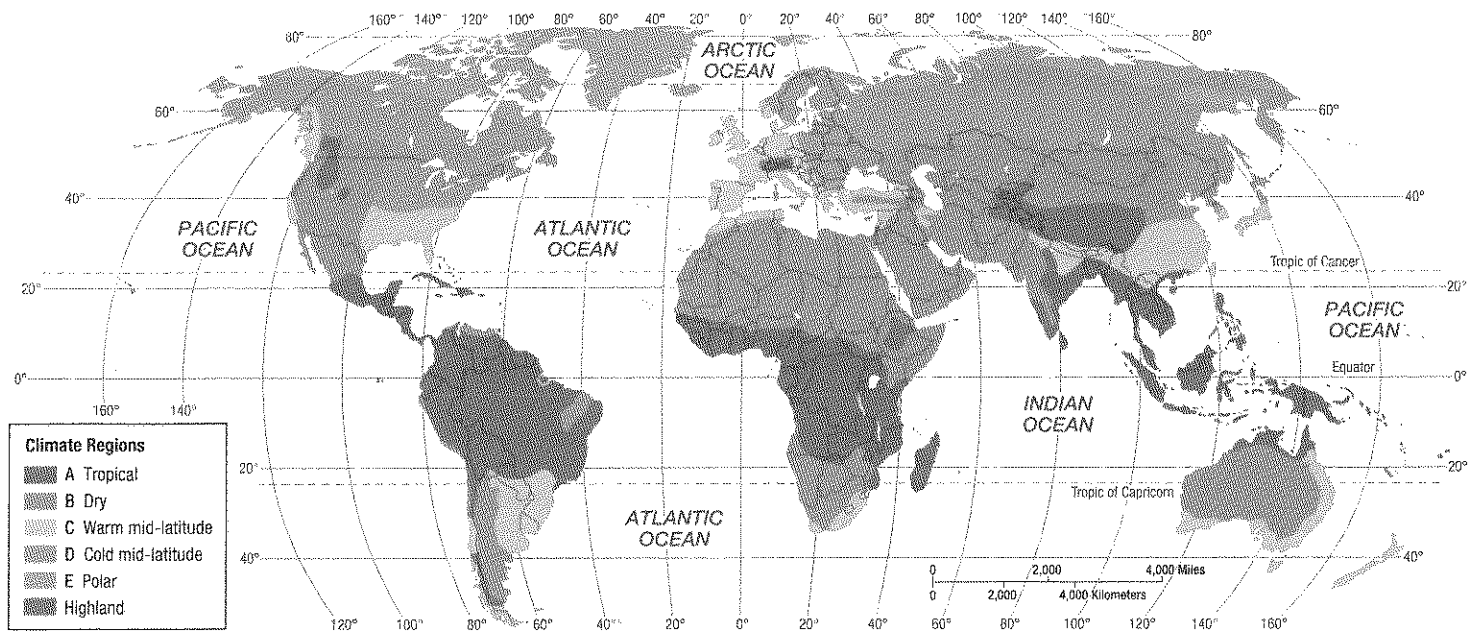 160° 140° 120° 100° 80° 60° 40° 20° 0° 20° 40° 60° 80° 100° 120° 140° 160°
80° 80°
ARCTIC
OCEAN
60° 60°
40° 40°
PACIFIC
OCEAN
ATLANTIC
OCEAN
Tropic of Cancer
20° 20°
PACIFIC
OCEAN
Equator
0° 0°
160° 140°
INDIAN
OCEAN
Climate Regions
A Tropical
B Dry
C Warm mid-latitude
D Cold mid-latitude
E Polar
Highland
20° 20°
Tropic of Capricorn
ATLANTIC
OCEAN
40° 40°
0 2,000 4,000 Miles
0 2,000 4,000 Kilometers
120° 100° 80° 60° 40° 20° 0° 20° 40° 60° 80° 100° 120° 140° 160°